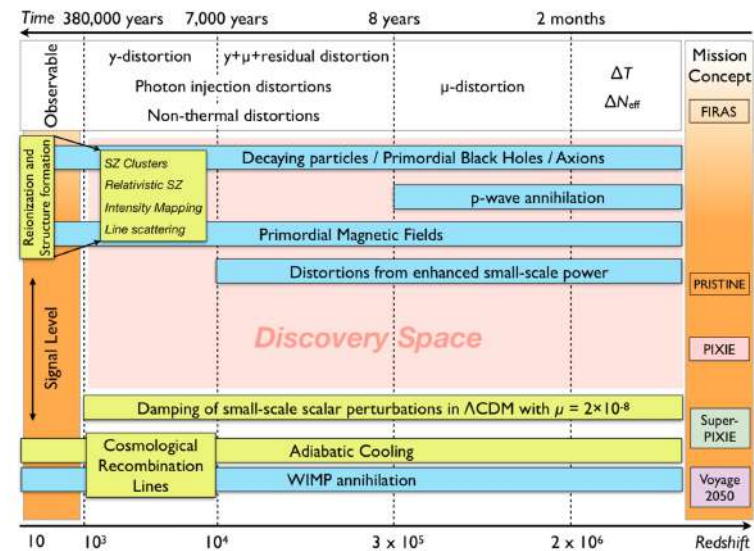 Time 380,000 years 7,000 years 8 years 2 months
Observable
y-distortion y+μ+residual distortion
Photon injection distortions
Non-thermal distortions
μ-distortion
ΔT
ΔNeff
Mission
Concept
FIRAS
Reionization and
Structure formation
SZ Clusters
Relativistic SZ
Intensity Mapping
Line scattering
Decaying particles / Primordial Black Holes / Axions
p-wave annihilation
Primordial Magnetic Fields
Distortions from enhanced small-scale power
PRISTINE
Signal Level
Discovery Space
PIXIE
Damping of small-scale scalar perturbations in ΛCDM with μ = 2×10⁻⁸
Super-
PIXIE
Cosmological
Recombination
Lines
Adiabatic Cooling
WIMP annihilation
Voyage
2050
10 10³ 10⁴ 3 x 10⁵ 2 x 10⁶ Redshift